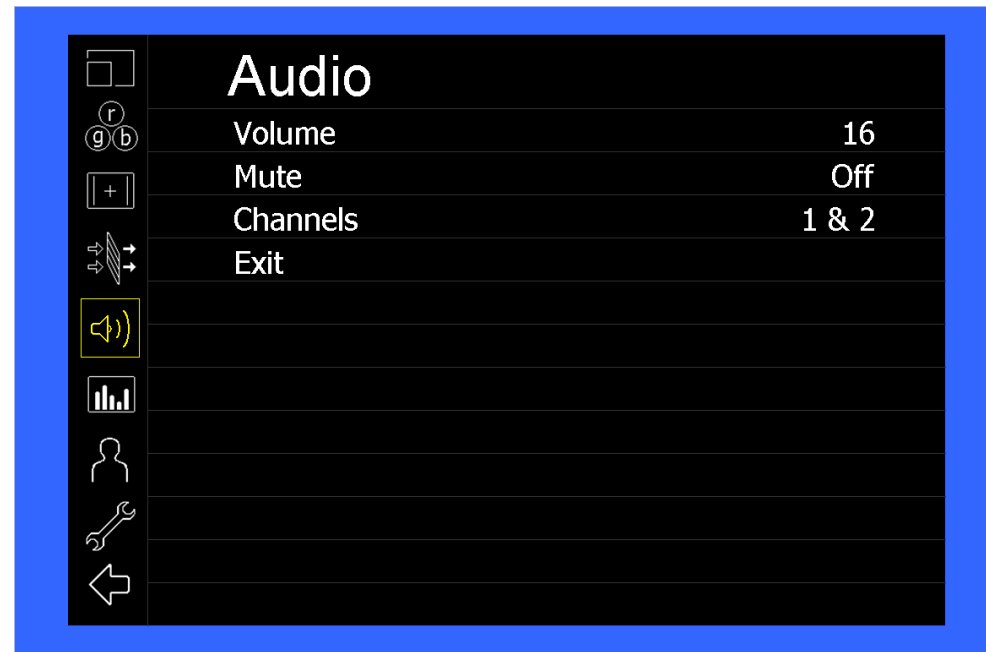 Audio
r
g b
Volume 16
Mute Off
Channels 1 & 2
Exit